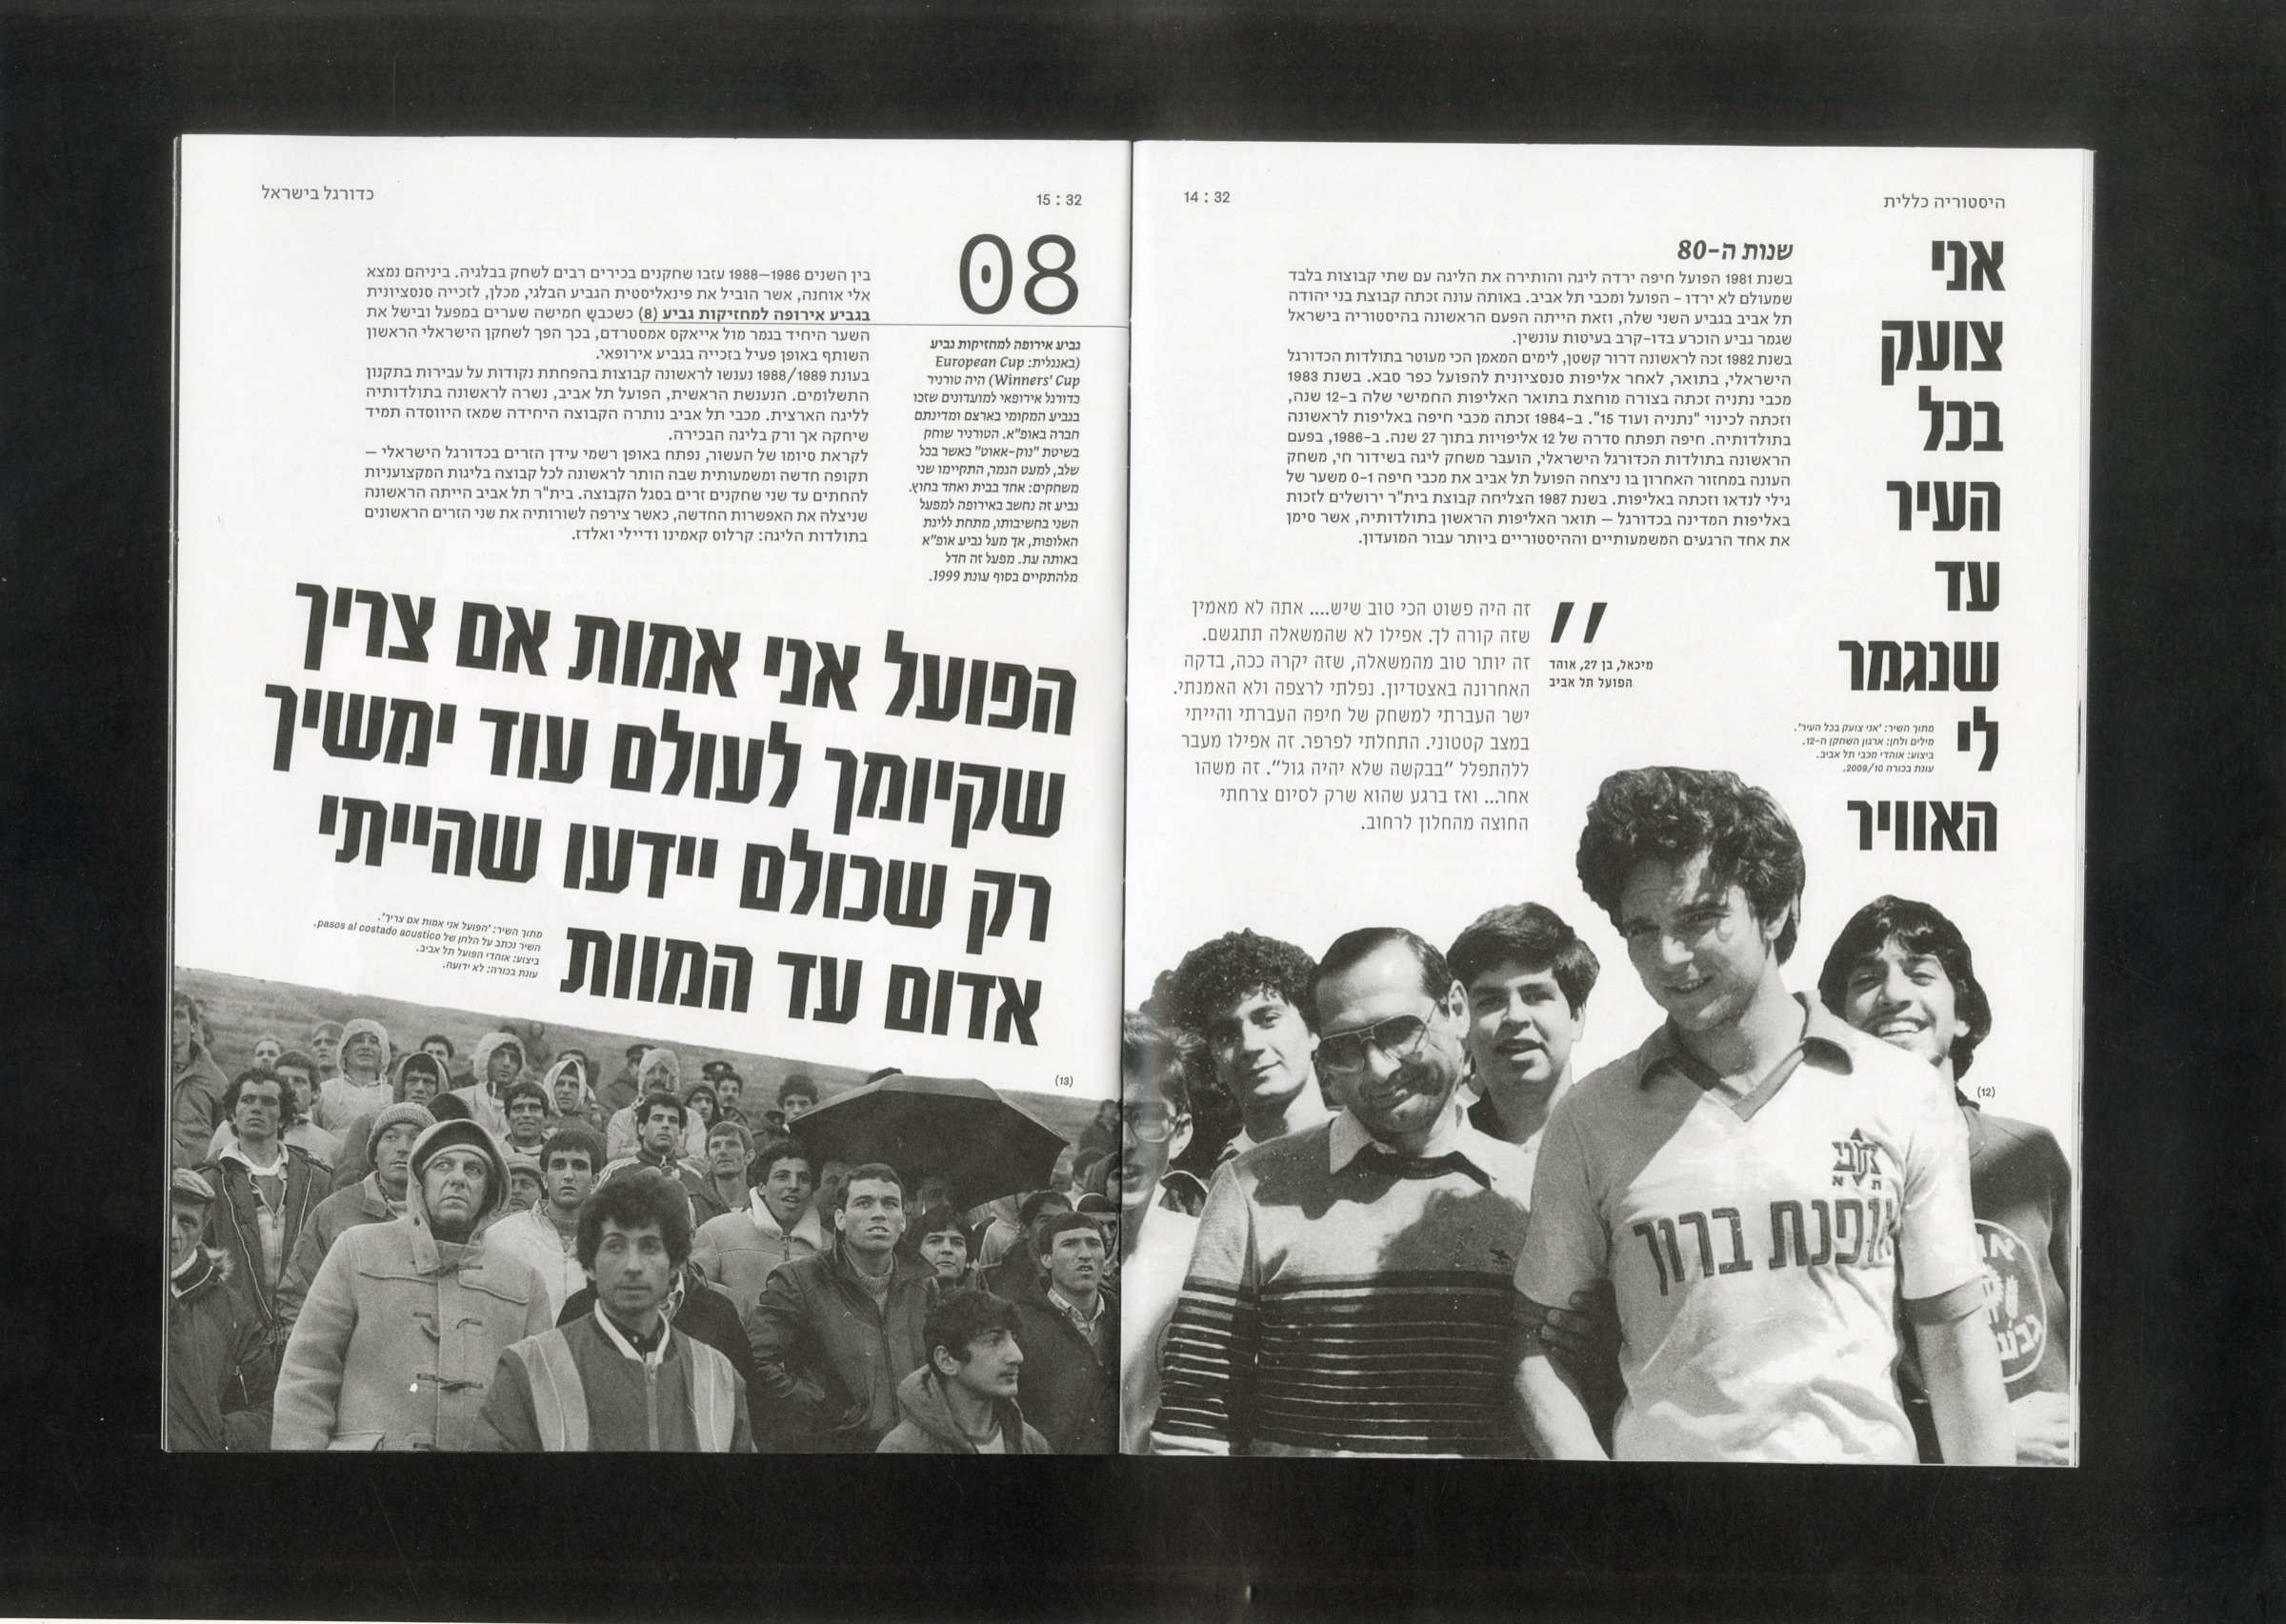 היסטוריה כללית
14 : 32
אני
צועק
בכל
העיר
עד
שנגמר
לי
האוויר
מתוך השיר: 'אני צועק בכל העיר'.
מילים ולחן: ארגון השחקן ה-12.
ביצוע: אוהדי מכבי תל אביב.
עונת בכורה 2009/10.
שנות ה-80
בשנת 1981 הפועל חיפה ירדה ליגה והותירה את הליגה עם שתי קבוצות בלבד
שמעולם לא ירדו - הפועל ומכבי תל אביב. באותה עונה זכתה קבוצת בני יהודה
תל אביב בגביע השני שלה, וזאת הייתה הפעם הראשונה בהיסטוריה בישראל
שגמר גביע הוכרע בדו-קרב בעיטות עונשין.
בשנת 1982 זכה לראשונה דרור קשטן, לימים המאמן הכי מעוטר בתולדות הכדורגל
הישראלי, בתואר, לאחר אליפות סנסציונית להפועל כפר סבא. בשנת 1983
מכבי נתניה זכתה בצורה מוחצת בתואר האליפות החמישי שלה ב-12 שנה,
וזכתה לכינוי "נתניה ועוד 15". ב-1984 זכתה מכבי חיפה באליפות לראשונה
בתולדותיה. חיפה תפתח סדרה של 12 אליפויות בתוך 27 שנה. ב-1986, בפעם
הראשונה בתולדות הכדורגל הישראלי, הועבר משחק ליגה בשידור חי, משחק
העונה במחזור האחרון בו ניצחה הפועל תל אביב את מכבי חיפה 1-0 משער של
גילי לנדאו וזכתה באליפות. בשנת 1987 הצליחה קבוצת בית"ר ירושלים לזכות
באליפות המדינה בכדורגל — תואר האליפות הראשון בתולדותיה, אשר סימן
את אחד הרגעים המשמעותיים וההיסטוריים ביותר עבור המועדון.
"
מיכאל, בן 27, אוהד
הפועל תל אביב
זה היה פשוט הכי טוב שיש.... אתה לא מאמין
שזה קורה לך. אפילו לא שהמשאלה תתגשם.
זה יותר טוב מהמשאלה, שזה יקרה ככה, בדקה
האחרונה באצטדיון. נפלתי לרצפה ולא האמנתי.
ישר העברתי למשחק של חיפה העברתי והייתי
במצב קטטוני. התחלתי לפרפר. זה אפילו מעבר
ללהתפלל "בבקשה שלא יהיה גול". זה משהו
אחר... ואז ברגע שהוא שרק לסיום צרחתי
החוצה מהחלון לרחוב.
(12)
ת א
אופנת ברוך
15 : 32
כדורגל בישראל
08
גביע אירופה למחזיקות גביע
(באנגלית: European Cup
Winners' Cup) היה טורניר
כדורגל אירופאי למועדונים שזכו
בגביע המקומי בארצם ומדינתם
חברה באופ"א. הטורניר שוחק
בשיטת "נוק-אאוט" כאשר בכל
שלב, למעט הגמר, התקיימו שני
משחקים: אחד בבית ואחד בחוץ.
גביע זה נחשב באירופה למפעל
השני בחשיבותו, מתחת לליגת
האלופות, אך מעל גביע אופ"א
באותה עת. מפעל זה חדל
מלהתקיים בסוף עונת 1999.
בין השנים 1986—1988 עזבו שחקנים בכירים רבים לשחק בבלגיה. ביניהם נמצא
אלי אוחנה, אשר הוביל את פינאליסטית הגביע הבלגי, מכלן, לזכייה סנסציונית
בגביע אירופה למחזיקות גביע (8) כשכבש חמישה שערים במפעל ובישל את
השער היחיד בגמר מול אייאקס אמסטרדם, בכך הפך לשחקן הישראלי הראשון
השותף באופן פעיל בזכייה בגביע אירופאי.
בעונת 1988/1989 נענשו לראשונה קבוצות בהפחתת נקודות על עבירות בתקנון
התשלומים. הנענשת הראשית, הפועל תל אביב, נשרה לראשונה בתולדותיה
לליגה הארצית. מכבי תל אביב נותרה הקבוצה היחידה שמאז היווסדה תמיד
שיחקה אך ורק בליגה הבכירה.
לקראת סיומו של העשור, נפתח באופן רשמי עידן הזרים בכדורגל הישראלי —
תקופה חדשה ומשמעותית שבה הותר לראשונה לכל קבוצה בליגות המקצועניות
להחתים עד שני שחקנים זרים בסגל הקבוצה. בית"ר תל אביב הייתה הראשונה
שניצלה את האפשרות החדשה, כאשר צירפה לשורותיה את שני הזרים הראשונים
בתולדות הליגה: קרלוס קאמינו ודיילי ואלדז.
הפועל אני אמות אם צריך
שקיומך לעולם עוד ימשיך
רק שכולם יידעו שהייתי
אדום עד המוות
מתוך השיר: 'הפועל אני אמות אם צריך'.
השיר נכתב על הלחן של pasos al costado acustico.
ביצוע: אוהדי הפועל תל אביב.
עונת בכורה: לא ידועה.
(13)